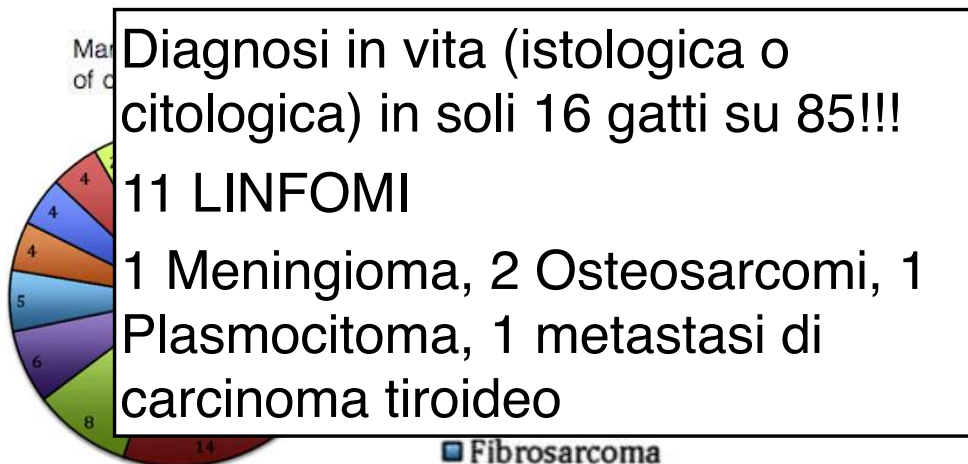 Diagnosi in vita (istologica o
citologica) in soli 16 gatti su 85!!!
11 LINFOMI
1 Meningioma, 2 Osteosarcomi, 1
Plasmocitoma, 1 metastasi di
carcinoma tiroideo
4
4
4
5
6
8
14
Fibrosarcoma